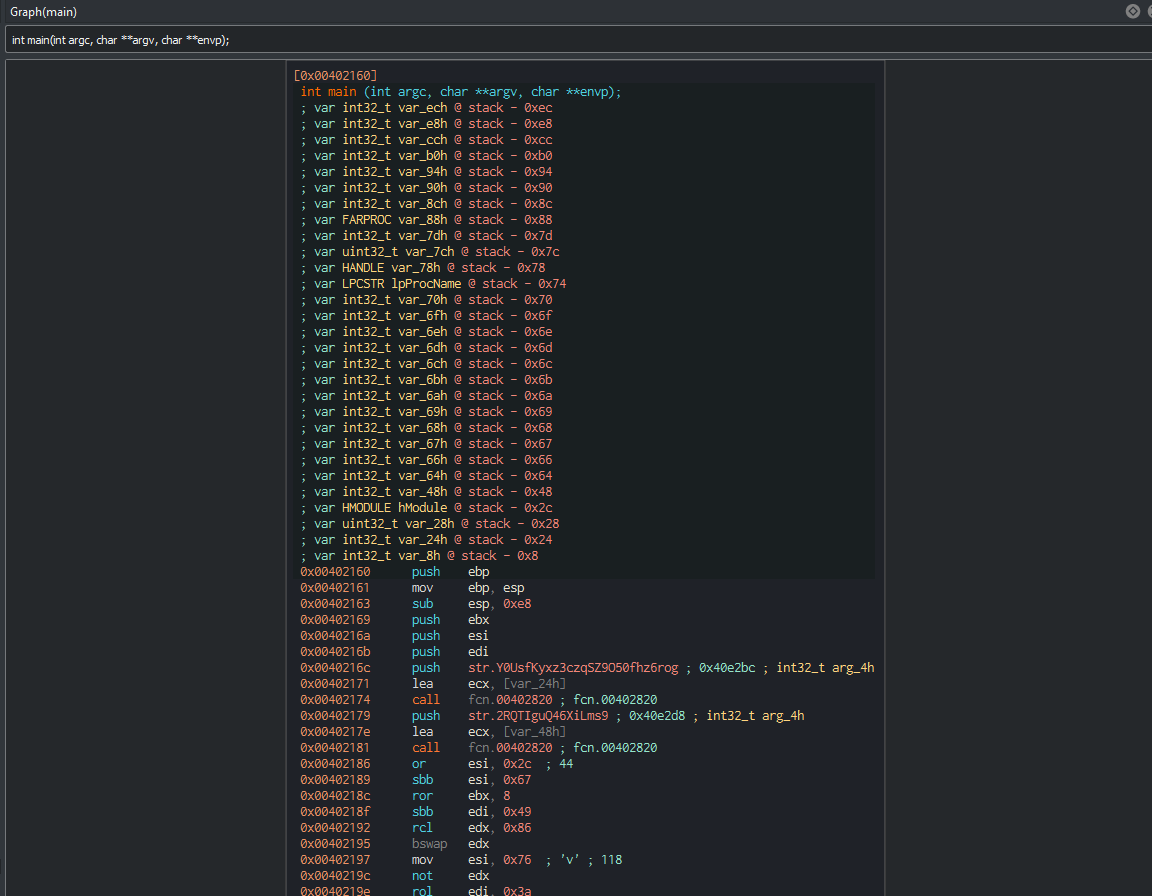 Graph(main)
int main(int argc, char **argv, char **envp);
[0x00402160]
int main (int argc, char **argv, char **envp);
; var int32_t var_ech @ stack - 0xec
; var int32_t var_e8h @ stack - 0xe8
; var int32_t var_cch @ stack - 0xcc
; var int32_t var_b0h @ stack - 0xb0
; var int32_t var_94h @ stack - 0x94
; var int32_t var_90h @ stack - 0x90
; var int32_t var_8ch @ stack - 0x8c
; var FARPROC var_88h @ stack - 0x88
; var int32_t var_7dh @ stack - 0x7d
; var uint32_t var_7ch @ stack - 0x7c
; var HANDLE var_78h @ stack - 0x78
; var LPCSTR lpProcName @ stack - 0x74
; var int32_t var_70h @ stack - 0x70
; var int32_t var_6fh @ stack - 0x6f
; var int32_t var_6eh @ stack - 0x6e
; var int32_t var_6dh @ stack - 0x6d
; var int32_t var_6ch @ stack - 0x6c
; var int32_t var_6bh @ stack - 0x6b
; var int32_t var_6ah @ stack - 0x6a
; var int32_t var_69h @ stack - 0x69
; var int32_t var_68h @ stack - 0x68
; var int32_t var_67h @ stack - 0x67
; var int32_t var_66h @ stack - 0x66
; var int32_t var_64h @ stack - 0x64
; var int32_t var_48h @ stack - 0x48
; var HMODULE hModule @ stack - 0x2c
; var uint32_t var_28h @ stack - 0x28
; var int32_t var_24h @ stack - 0x24
; var int32_t var_8h @ stack - 0x8
0x00402160 push ebp
0x00402161 mov ebp, esp
0x00402163 sub esp, 0xe8
0x00402169 push ebx
0x0040216a push esi
0x0040216b push edi
0x0040216c push str.Y0UsfKyxz3czqSZ9O50fhz6rog ; 0x40e2bc ; int32_t arg_4h
0x00402171 lea ecx, [var_24h]
0x00402174 call fcn.00402820 ; fcn.00402820
0x00402179 push str.2RQTIguQ46XiLms9 ; 0x40e2d8 ; int32_t arg_4h
0x0040217e lea ecx, [var_48h]
0x00402181 call fcn.00402820 ; fcn.00402820
0x00402186 or esi, 0x2c ; 44
0x00402189 sbb esi, 0x67
0x0040218c ror ebx, 8
0x0040218f sbb edi, 0x49
0x00402192 rcl edx, 0x86
0x00402195 bswap edx
0x00402197 mov esi, 0x76 ; 'v' ; 118
0x0040219c not edx
0x0040219e rol edi, 0x3a